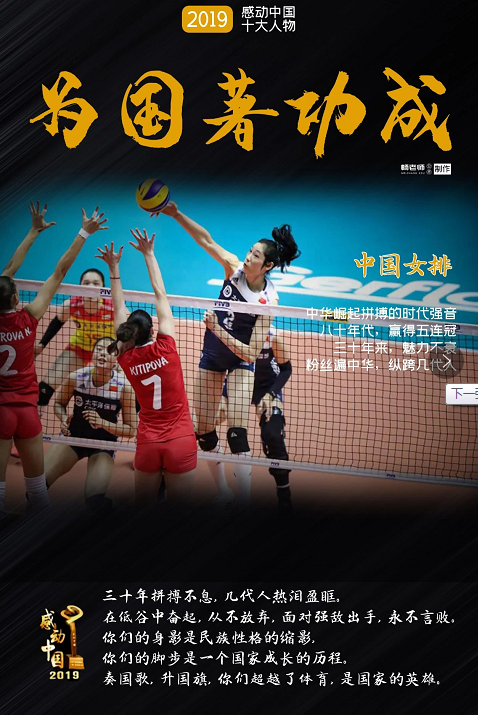 2019
感动中国
十大人物
为国著功成
制作
中国女排
中华崛起拼搏的时代强音
八十年代，赢得五连冠
三十年来，魅力不衰
粉丝遍中华，纵跨几代人
下一
ROVA N.
2
KITIPOVA
7
太平洋保险
三十年拼搏不息，几代人热泪盈眶。
在低谷中奋起，从不放弃，面对强敌出手，永不言败。
你们的身影是民族性格的缩影，
你们的脚步是一个国家成长的历程。
奏国歌，升国旗，你们超越了体育，是国家的英雄。
感动中国
2019